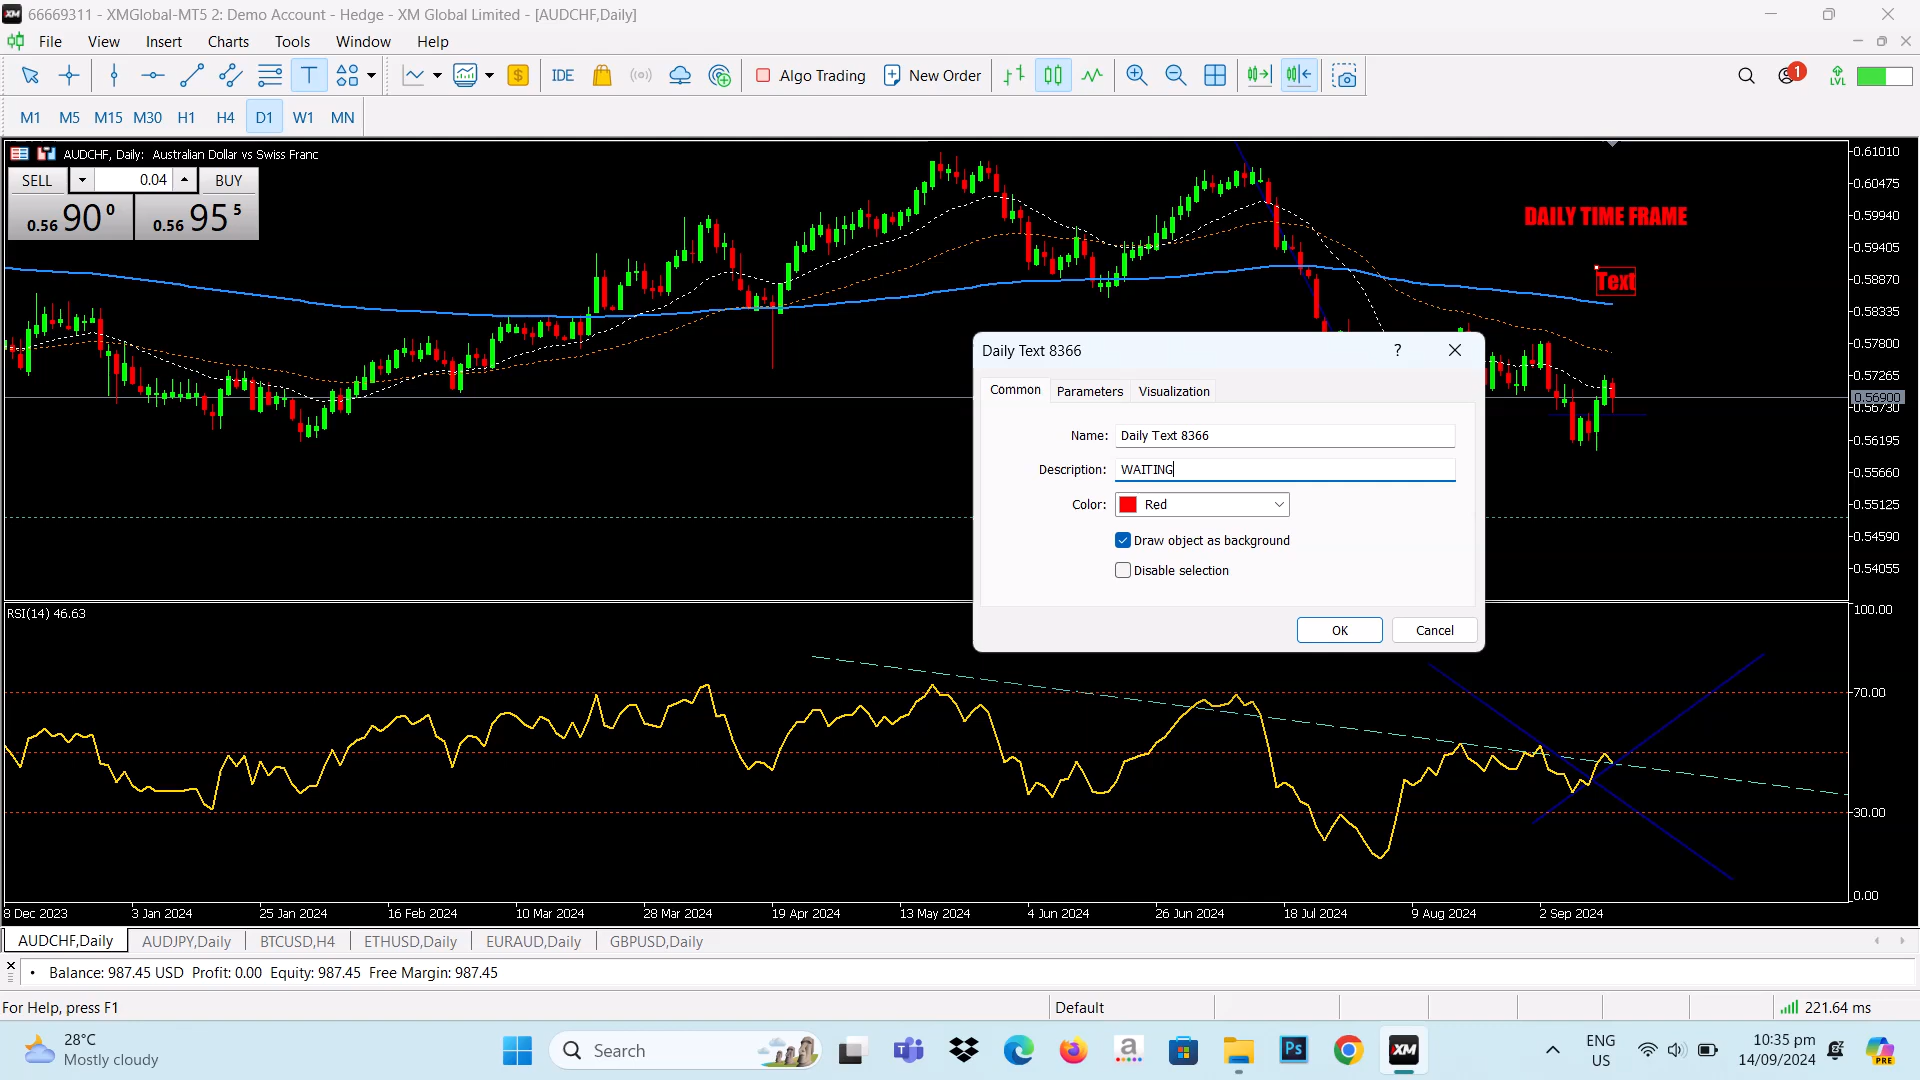 XM 66669311 - XMGlobal-MT5 2: Demo Account - Hedge - XM Global Limited - [AUDCHF,Daily]
File View Insert Charts Tools Window Help
T $ IDE Algo Trading New Order 1 LVL
M1 M5 M15 M30 H1 H4 D1 W1 MN
AUDCHF, Daily: Australian Dollar vs Swiss Franc
SELL 0.04 BUY
0.56 90 0 0.56 95 5
DAILY TIME FRAME
Text
0.61010
0.60475
0.59940
0.59405
0.58870
0.58335
0.57800
0.57265
0.56900
0.56730
0.56195
0.55660
0.55125
0.54590
0.54055
Daily Text 8366 ?
Common Parameters Visualization
Name: Daily Text 8366
Description: WAITING
Color: Red
Draw object as background
Disable selection
OK Cancel
RSI(14) 46.63
100.00
70.00
30.00
0.00
8 Dec 2023 3 Jan 2024 25 Jan 2024 16 Feb 2024 10 Mar 2024 28 Mar 2024 19 Apr 2024 13 May 2024 4 Jun 2024 26 Jun 2024 18 Jul 2024 9 Aug 2024 2 Sep 2024
AUDCHF,Daily AUDJPY,Daily BTCUSD,H4 ETHUSD,Daily EURAUD,Daily GBPUSD,Daily
• Balance: 987.45 USD Profit: 0.00 Equity: 987.45 Free Margin: 987.45
For Help, press F1 Default 221.64 ms
28°C
Mostly cloudy
Search
a Ps XM
ENG
US
10:35 pm
14/09/2024
PRE